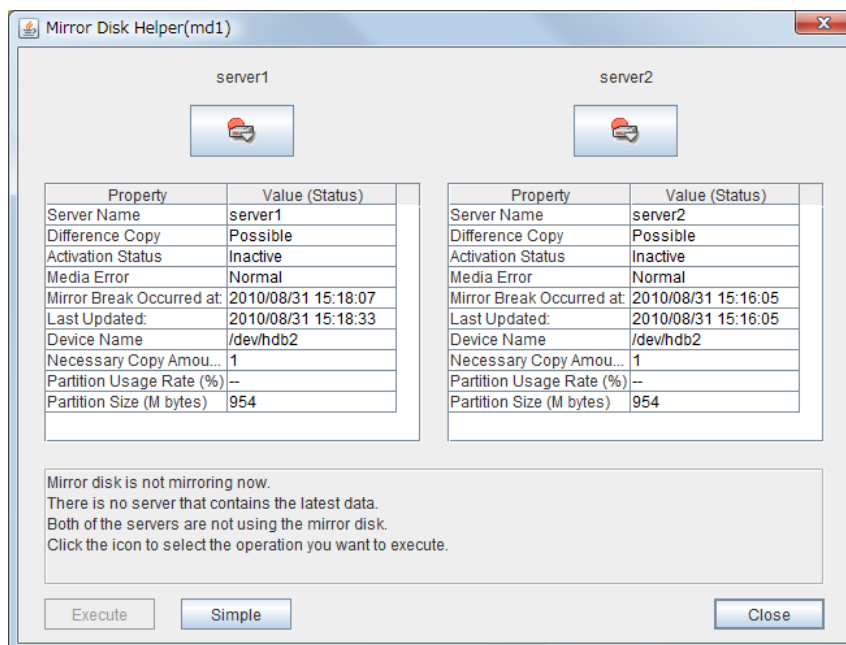 Mirror Disk Helper(md1)
server1
server2
Property Value (Status)
Server Name server1
Difference Copy Possible
Activation Status Inactive
Media Error Normal
Mirror Break Occurred at: 2010/08/31 15:18:07
Last Updated: 2010/08/31 15:18:33
Device Name /dev/hdb2
Necessary Copy Amou... 1
Partition Usage Rate (%) --
Partition Size (M bytes) 954
Property Value (Status)
Server Name server2
Difference Copy Possible
Activation Status Inactive
Media Error Normal
Mirror Break Occurred at: 2010/08/31 15:16:05
Last Updated: 2010/08/31 15:16:05
Device Name /dev/hdb2
Necessary Copy Amou... 1
Partition Usage Rate (%) --
Partition Size (M bytes) 954
Mirror disk is not mirroring now.
There is no server that contains the latest data.
Both of the servers are not using the mirror disk.
Click the icon to select the operation you want to execute.
Execute
Simple
Close